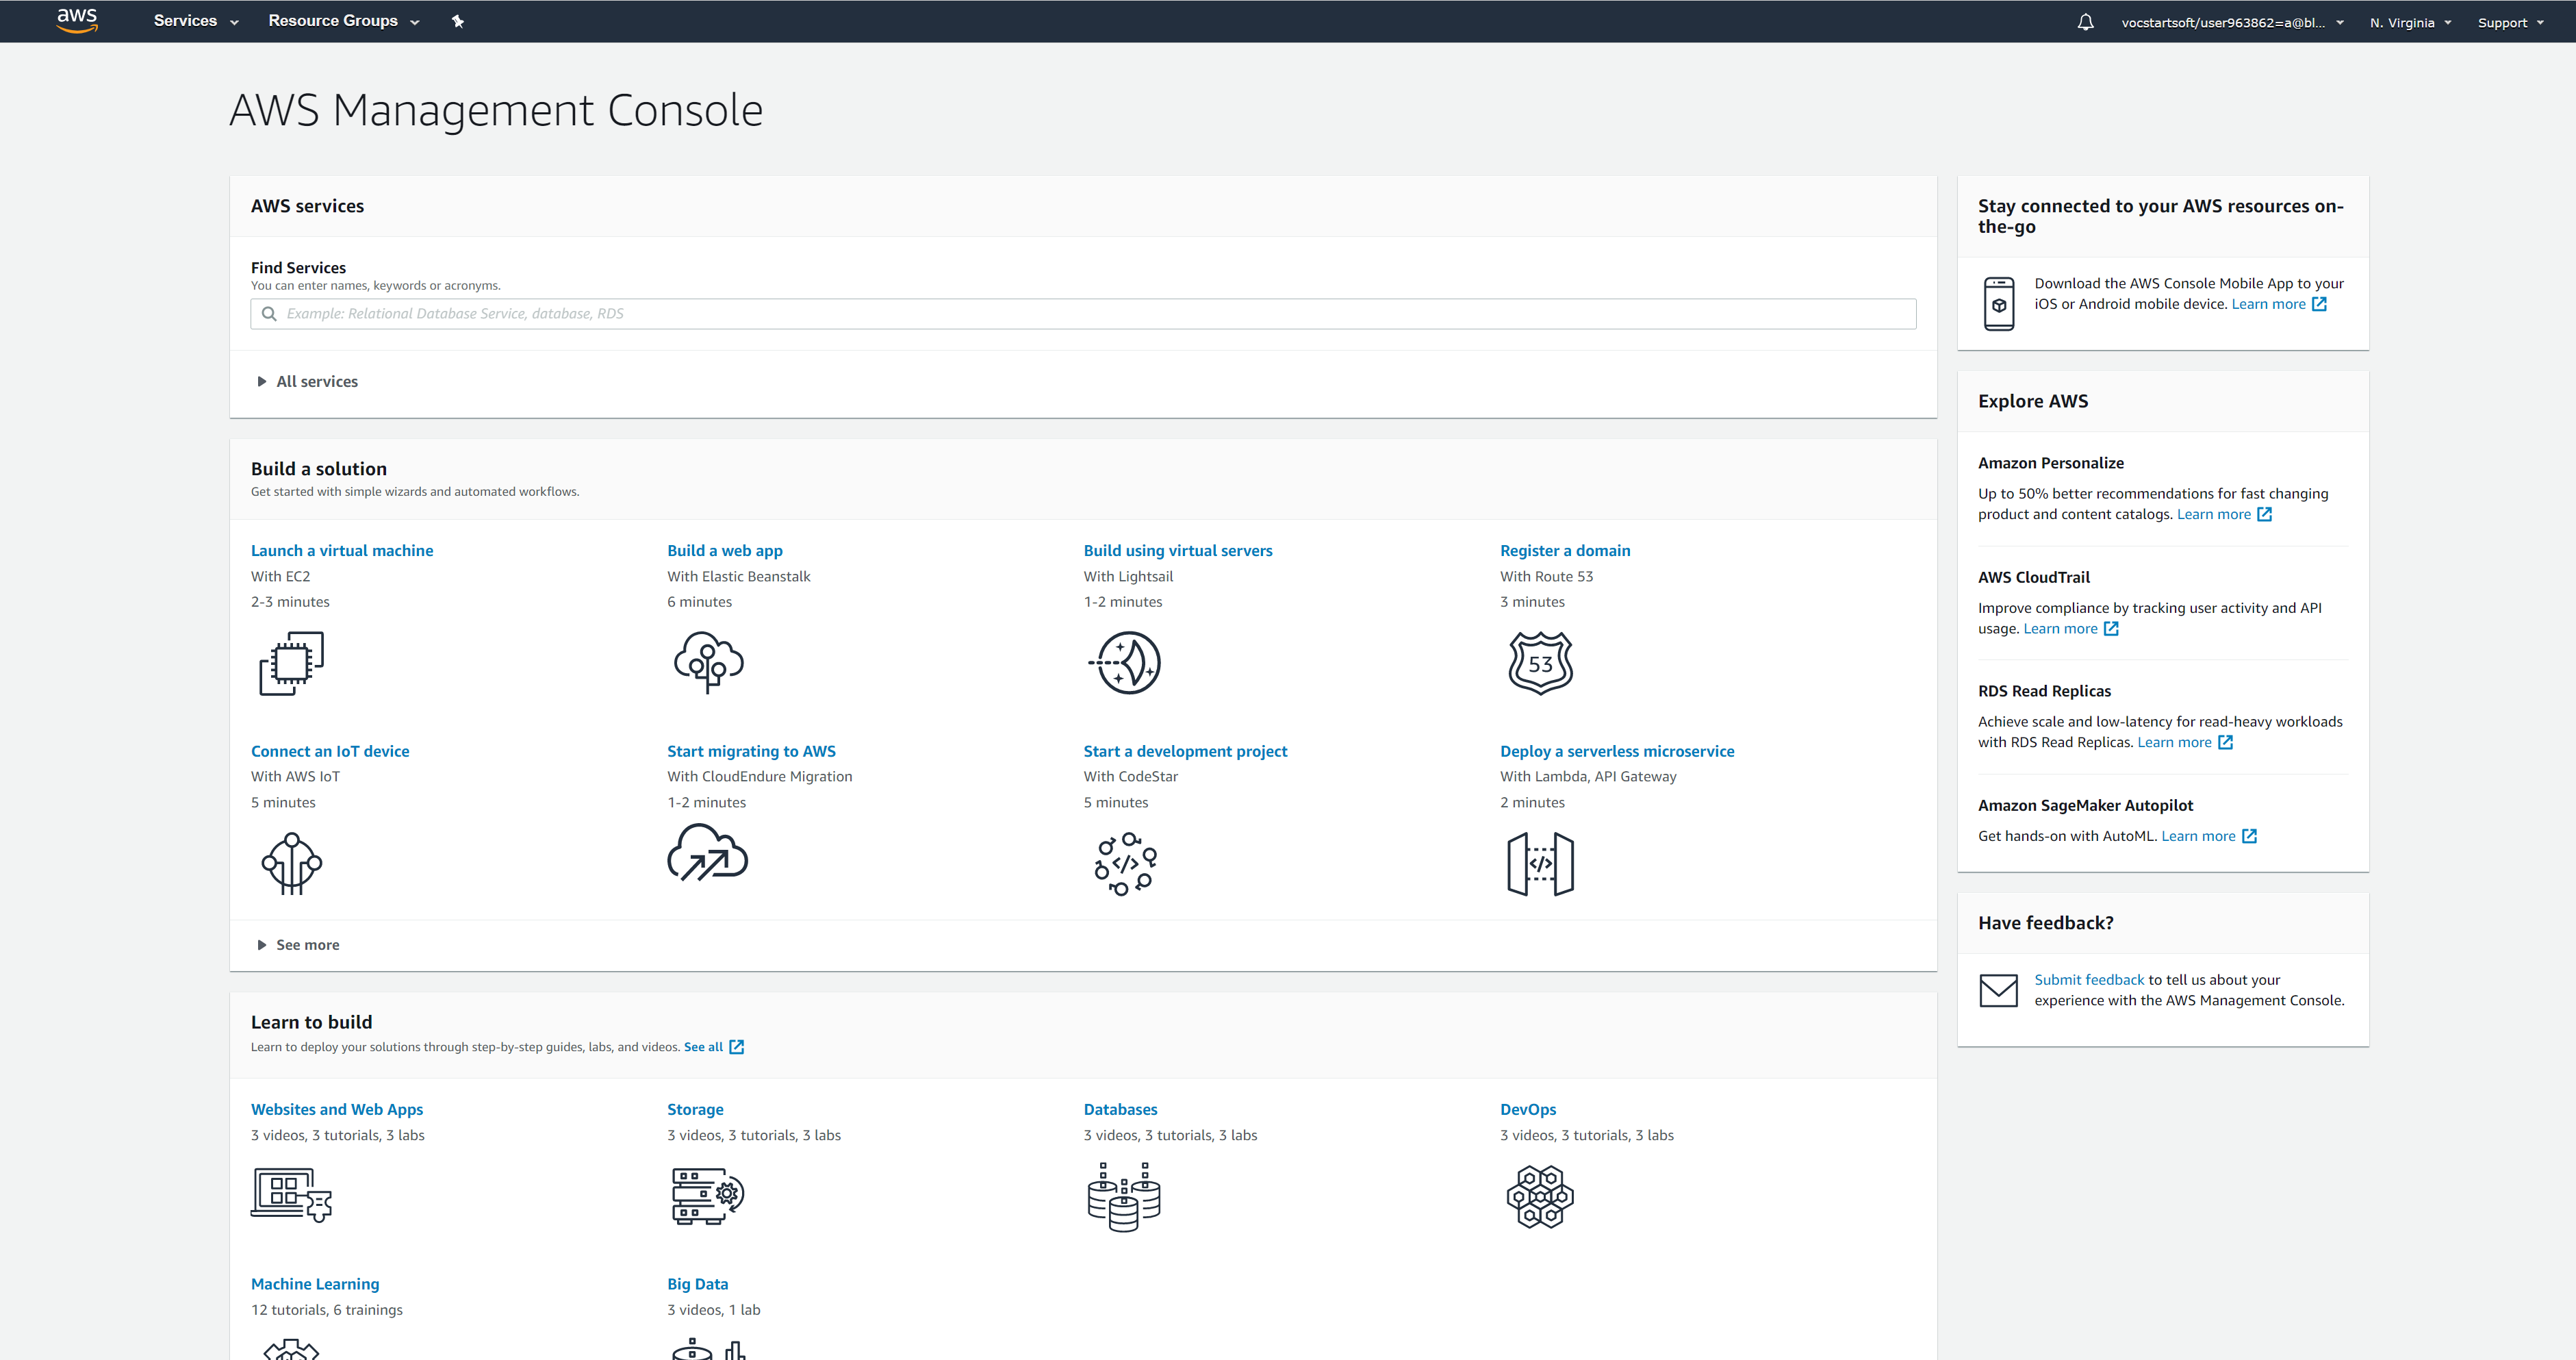 aws
Services
Resource Groups
vocstartsoft/user963862=a@bl...
N. Virginia
Support
AWS Management Console
AWS services
Find Services
You can enter names, keywords or acronyms.
Example: Relational Database Service, database, RDS
All services
Build a solution
Get started with simple wizards and automated workflows.
Launch a virtual machine
With EC2
2-3 minutes
Build a web app
With Elastic Beanstalk
6 minutes
Build using virtual servers
With Lightsail
1-2 minutes
Register a domain
With Route 53
3 minutes
53
Connect an IoT device
With AWS IoT
5 minutes
Start migrating to AWS
With CloudEndure Migration
1-2 minutes
Start a development project
With CodeStar
5 minutes
</>
Deploy a serverless microservice
With Lambda, API Gateway
2 minutes
</>
See more
Learn to build
Learn to deploy your solutions through step-by-step guides, labs, and videos. See all
Websites and Web Apps
3 videos, 3 tutorials, 3 labs
Storage
3 videos, 3 tutorials, 3 labs
Databases
3 videos, 3 tutorials, 3 labs
DevOps
3 videos, 3 tutorials, 3 labs
Machine Learning
12 tutorials, 6 trainings
Big Data
3 videos, 1 lab
Stay connected to your AWS resources on-
the-go
Download the AWS Console Mobile App to your
iOS or Android mobile device. Learn more
Explore AWS
Amazon Personalize
Up to 50% better recommendations for fast changing
product and content catalogs. Learn more
AWS CloudTrail
Improve compliance by tracking user activity and API
usage. Learn more
RDS Read Replicas
Achieve scale and low-latency for read-heavy workloads
with RDS Read Replicas. Learn more
Amazon SageMaker Autopilot
Get hands-on with AutoML. Learn more
Have feedback?
Submit feedback to tell us about your
experience with the AWS Management Console.